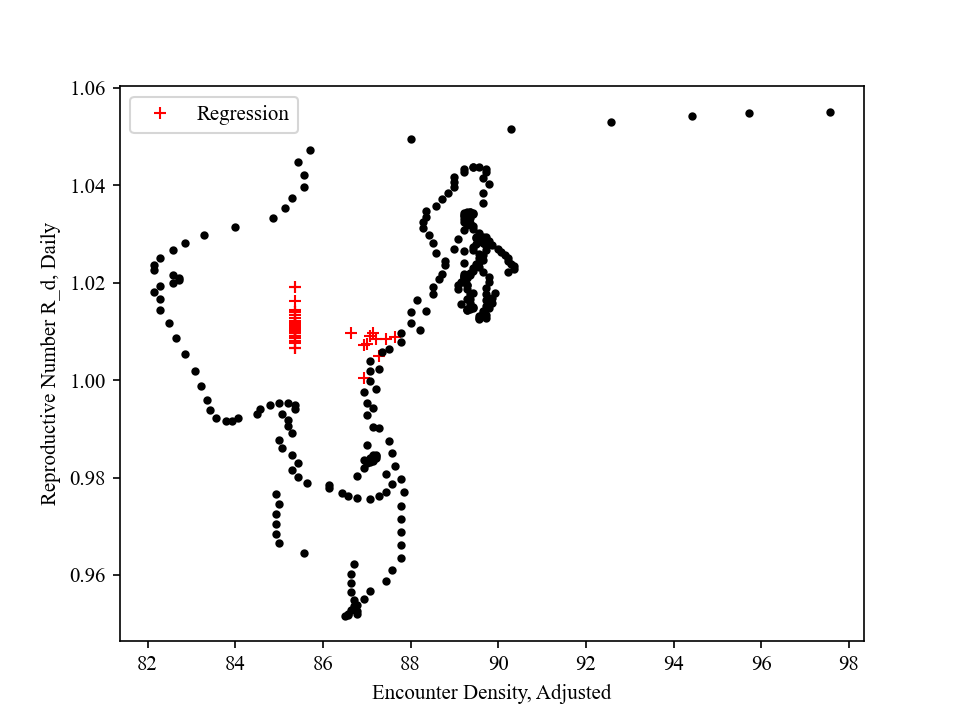 1.06
1.04
1.02
1.00
0.98
0.96
Reproductive Number R_d, Daily
Regression
82 84 86 88 90 92 94 96 98
Encounter Density, Adjusted